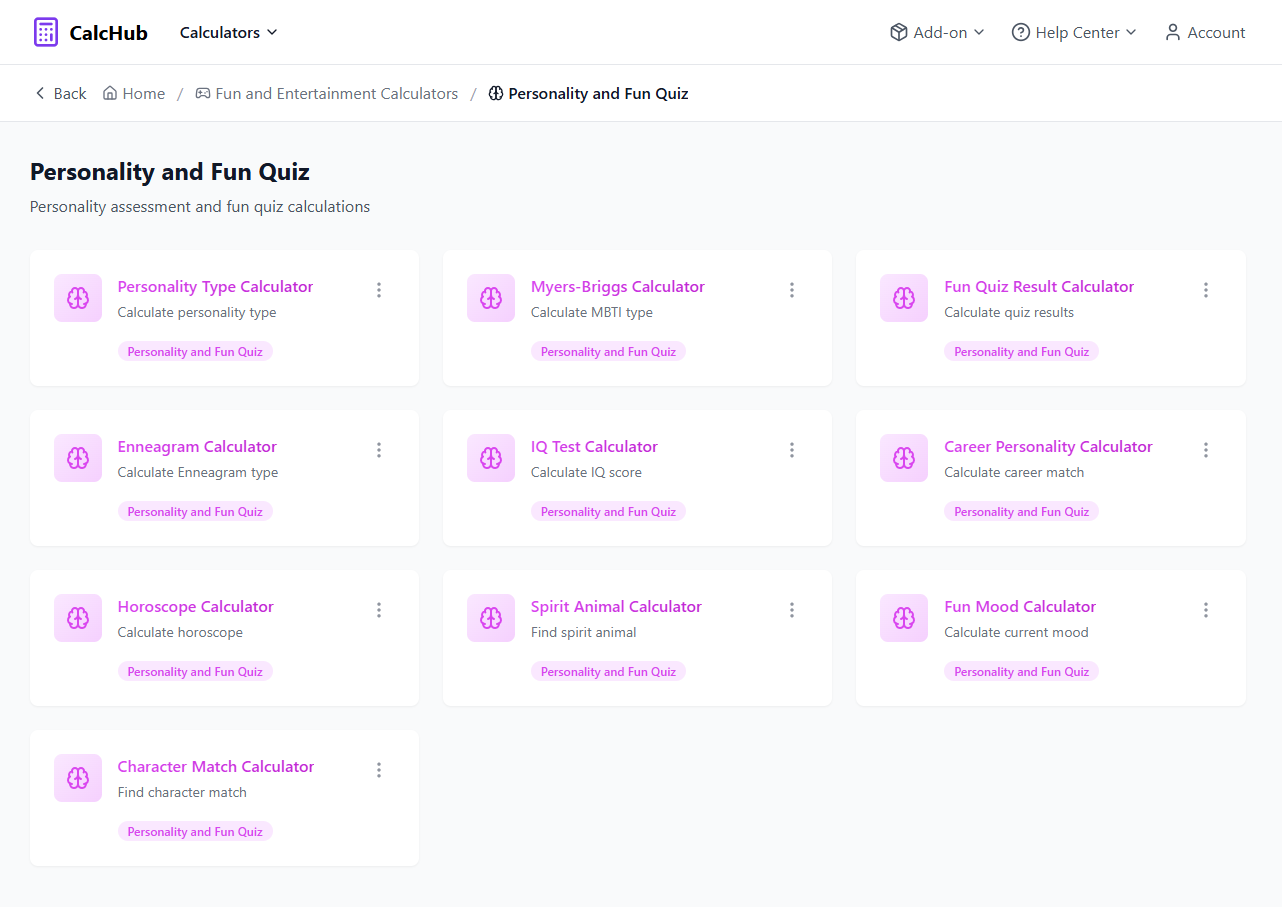 CalcHub
Calculators
Add-on
Help Center
Account
Back
Home
/
Fun and Entertainment Calculators
/
Personality and Fun Quiz
Personality and Fun Quiz
Personality assessment and fun quiz calculations
Personality Type Calculator
Calculate personality type
Personality and Fun Quiz
Myers-Briggs Calculator
Calculate MBTI type
Personality and Fun Quiz
Fun Quiz Result Calculator
Calculate quiz results
Personality and Fun Quiz
Enneagram Calculator
Calculate Enneagram type
Personality and Fun Quiz
IQ Test Calculator
Calculate IQ score
Personality and Fun Quiz
Career Personality Calculator
Calculate career match
Personality and Fun Quiz
Horoscope Calculator
Calculate horoscope
Personality and Fun Quiz
Spirit Animal Calculator
Find spirit animal
Personality and Fun Quiz
Fun Mood Calculator
Calculate current mood
Personality and Fun Quiz
Character Match Calculator
Find character match
Personality and Fun Quiz